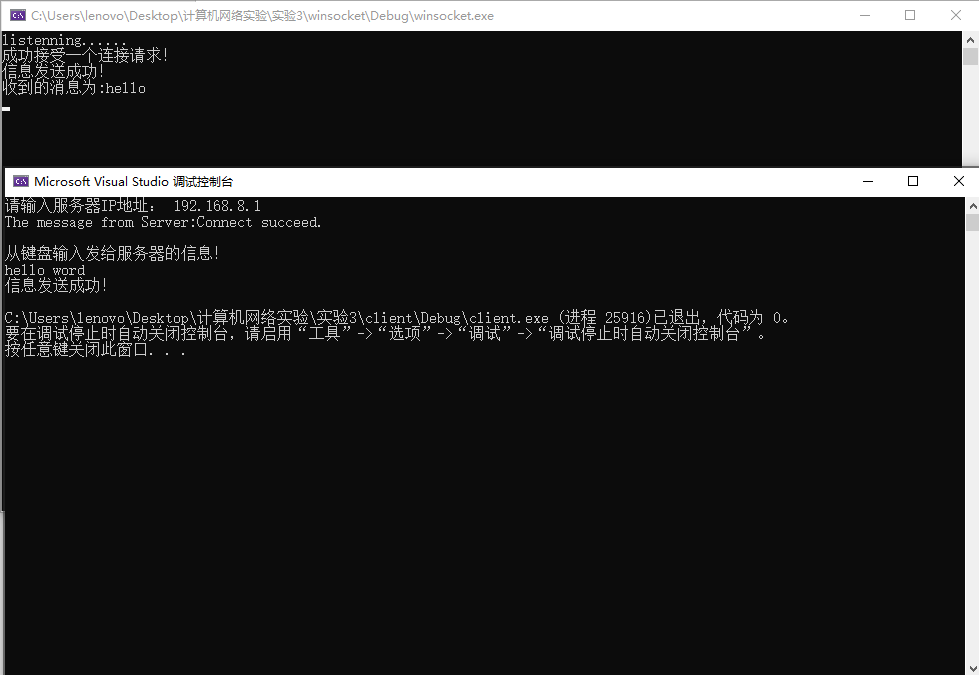 C:\Users\lenovo\Desktop\计算机网络实验\实验3\winsocket\Debug\winsocket.exe
listenning......
成功接受一个连接请求!
信息发送成功!
收到的消息为:hello
Microsoft Visual Studio 调试控制台
请输入服务器IP地址： 192.168.8.1
The message from Server:Connect succeed.
从键盘输入发给服务器的信息!
hello word
信息发送成功!
C:\Users\lenovo\Desktop\计算机网络实验\实验3\client\Debug\client.exe (进程 25916)已退出，代码为 0。
要在调试停止时自动关闭控制台，请启用“工具”->“选项”->“调试”->“调试停止时自动关闭控制台”。
按任意键关闭此窗口. . .